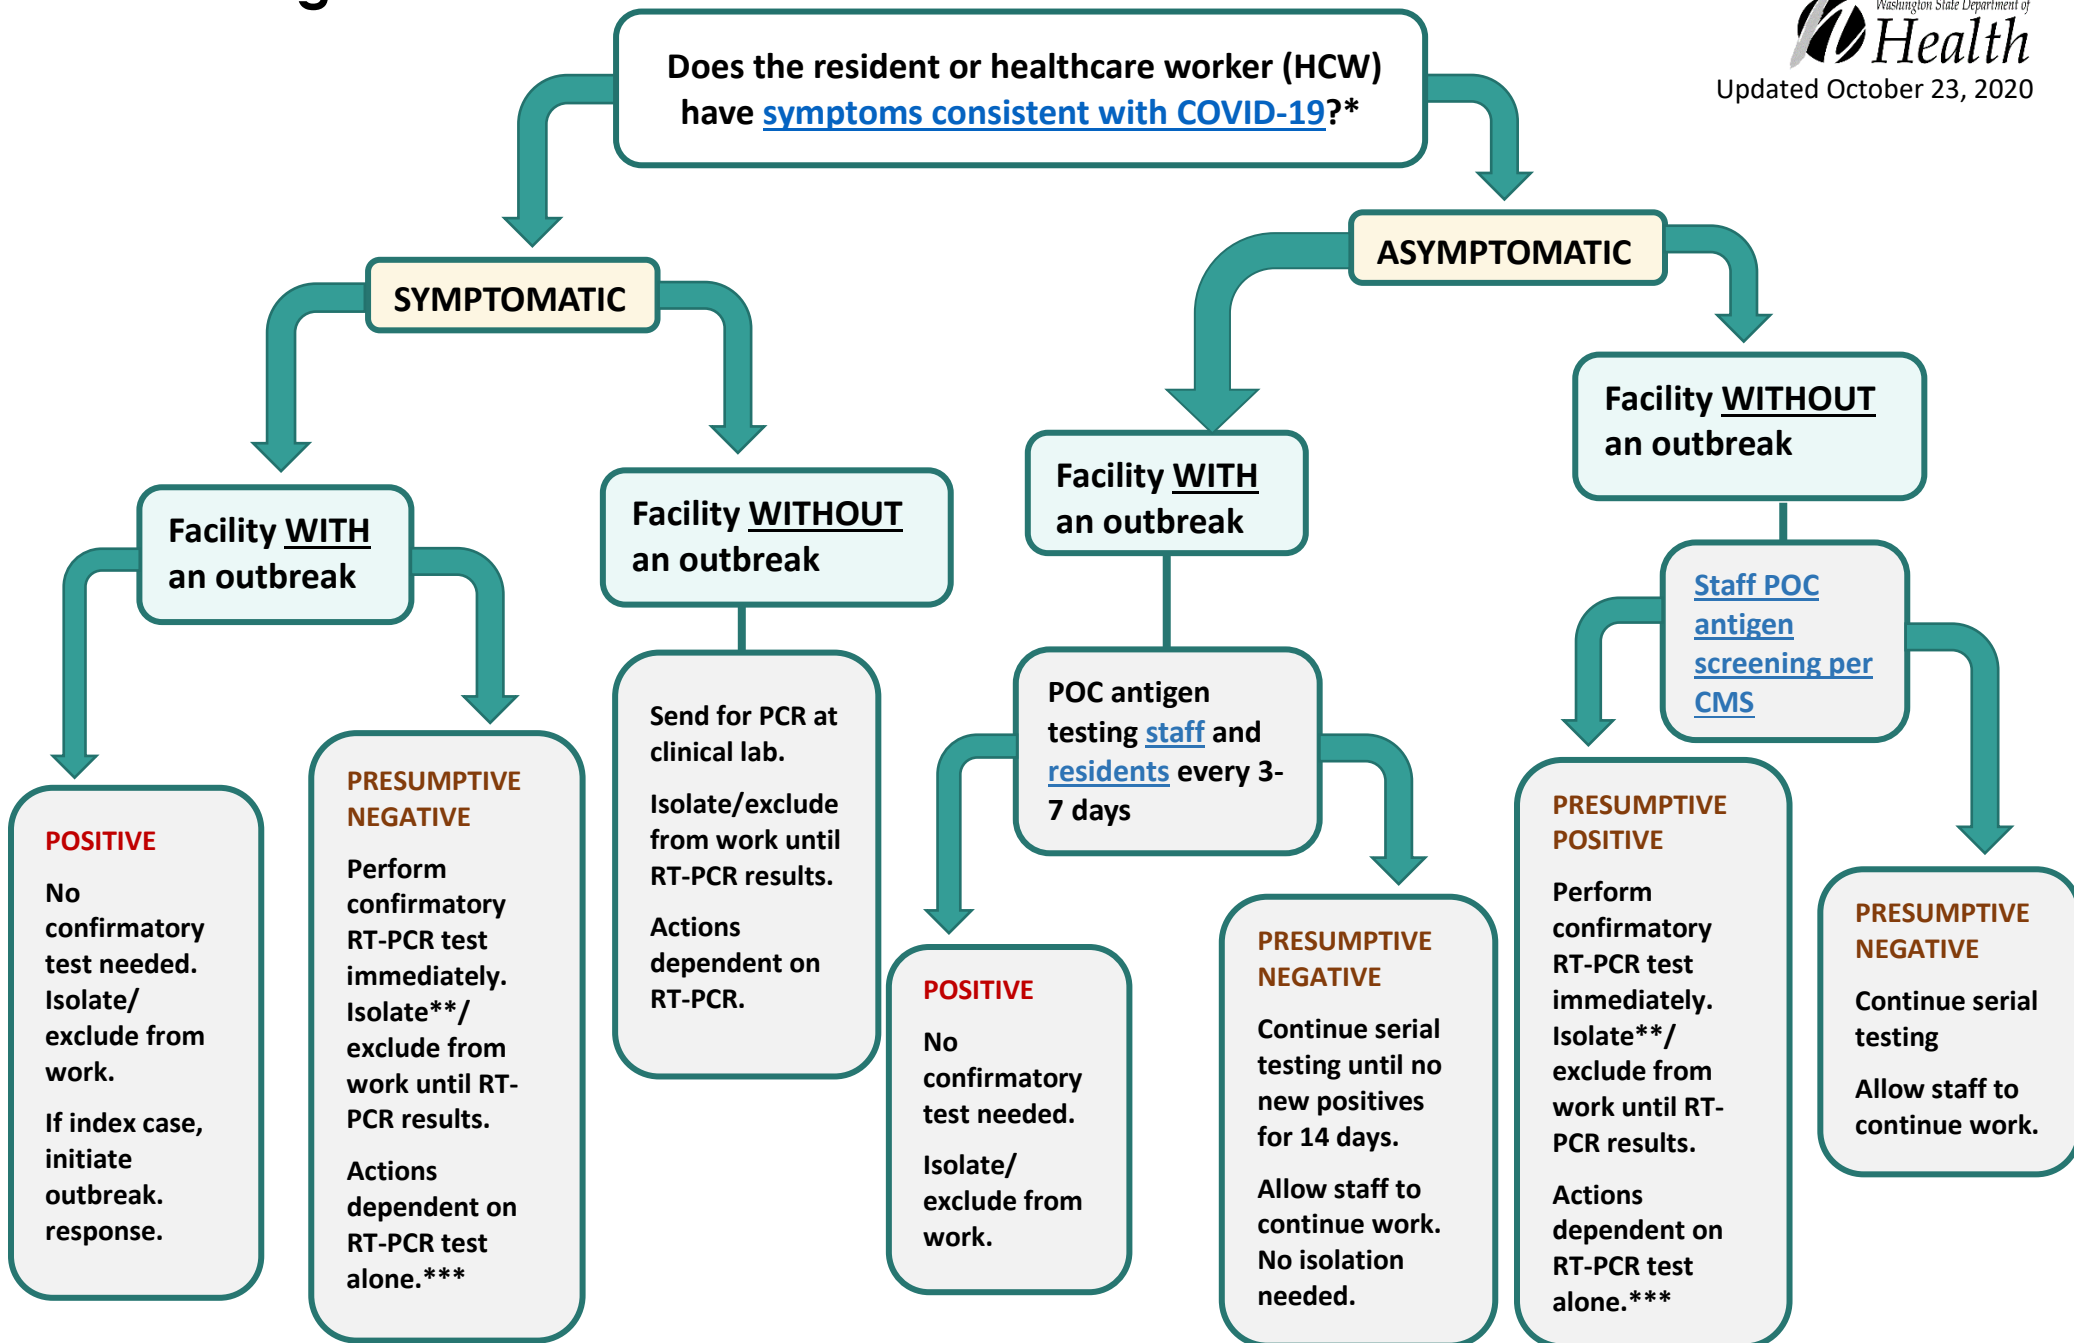 Washington State Department of
Health
Updated October 23, 2020
Does the resident or healthcare worker (HCW)
have symptoms consistent with COVID-19?*
SYMPTOMATIC
ASYMPTOMATIC
Facility WITH
an outbreak
Facility WITHOUT
an outbreak
Facility WITH
an outbreak
Facility WITHOUT
an outbreak
POSITIVE
No
confirmatory
test needed.
Isolate/
exclude from
work.
If index case,
initiate
outbreak.
response.
PRESUMPTIVE
NEGATIVE
Perform
confirmatory
RT-PCR test
immediately.
Isolate**/
exclude from
work until RT-
PCR results.
Actions
dependent on
RT-PCR test
alone.***
Send for PCR at
clinical lab.
Isolate/exclude
from work until
RT-PCR results.
Actions
dependent on
RT-PCR.
POC antigen
testing staff and
residents every 3-
7 days
POSITIVE
No
confirmatory
test needed.
Isolate/
exclude from
work.
PRESUMPTIVE
NEGATIVE
Continue serial
testing until no
new positives
for 14 days.
Allow staff to
continue work.
No isolation
needed.
Staff POC
antigen
screening per
CMS
PRESUMPTIVE
POSITIVE
Perform
confirmatory
RT-PCR test
immediately.
Isolate**/
exclude from
work until RT-
PCR results.
Actions
dependent on
RT-PCR test
alone.***
PRESUMPTIVE
NEGATIVE
Continue serial
testing
Allow staff to
continue work.